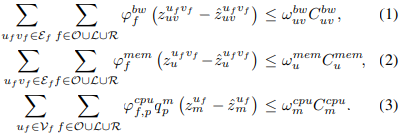 $$\sum_{u_f v_f \in \mathcal{E}_f} \sum_{f \in \mathcal{O} \cup \mathcal{L} \cup \mathcal{R}} \varphi_f^{bw} \left( z_{uv}^{u_f v_f} - \hat{z}_{uv}^{u_f v_f} \right) \leq \omega_{uv}^{bw} C_{uv}^{bw}, \quad (1)$$
$$\sum_{u_f v_f \in \mathcal{E}_f} \sum_{f \in \mathcal{O} \cup \mathcal{L} \cup \mathcal{R}} \varphi_f^{mem} \left( z_u^{u_f v_f} - \hat{z}_u^{u_f v_f} \right) \leq \omega_u^{mem} C_u^{mem}, \quad (2)$$
$$\sum_{u_f \in \mathcal{V}_f} \sum_{f \in \mathcal{O} \cup \mathcal{L} \cup \mathcal{R}} \varphi_{f,p}^{cpu} q_p^m \left( z_m^{u_f} - \hat{z}_m^{u_f} \right) \leq \omega_m^{cpu} C_m^{cpu}. \quad (3)$$